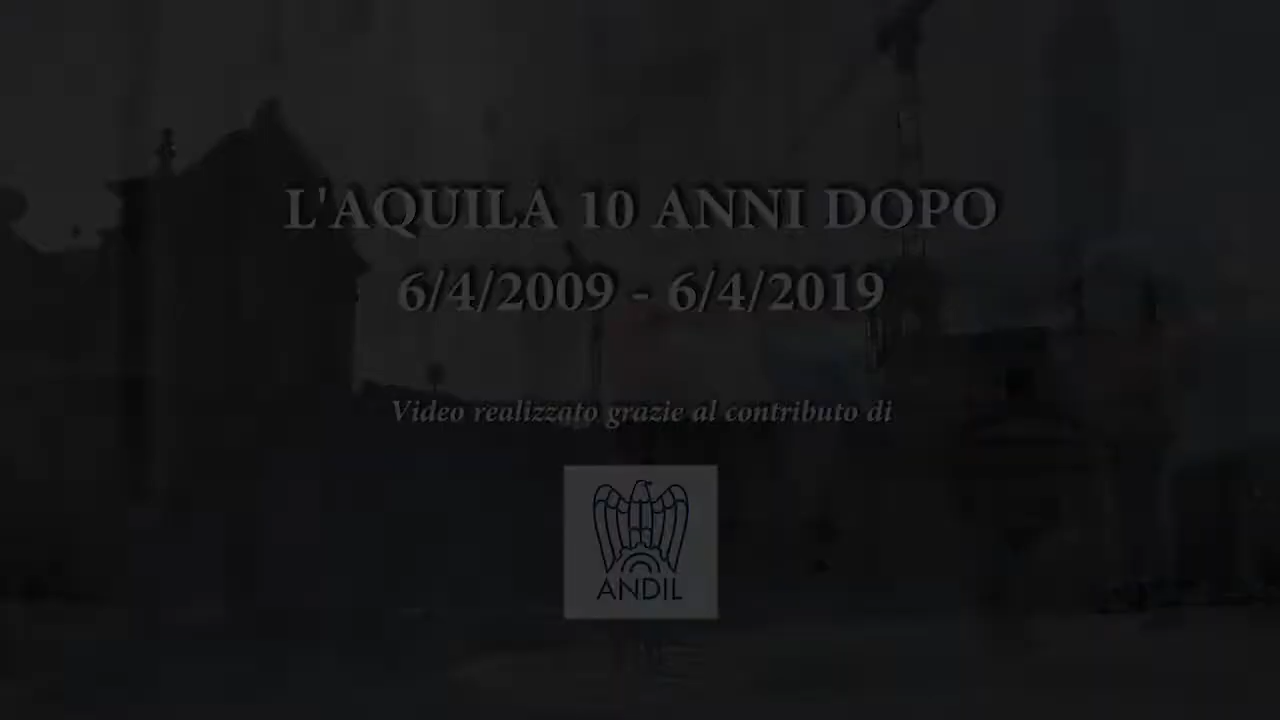 L'AQUILA 10 ANNI DOPO
6/4/2009 - 6/4/2019
Video realizzato grazie al contributo di
ANDIL